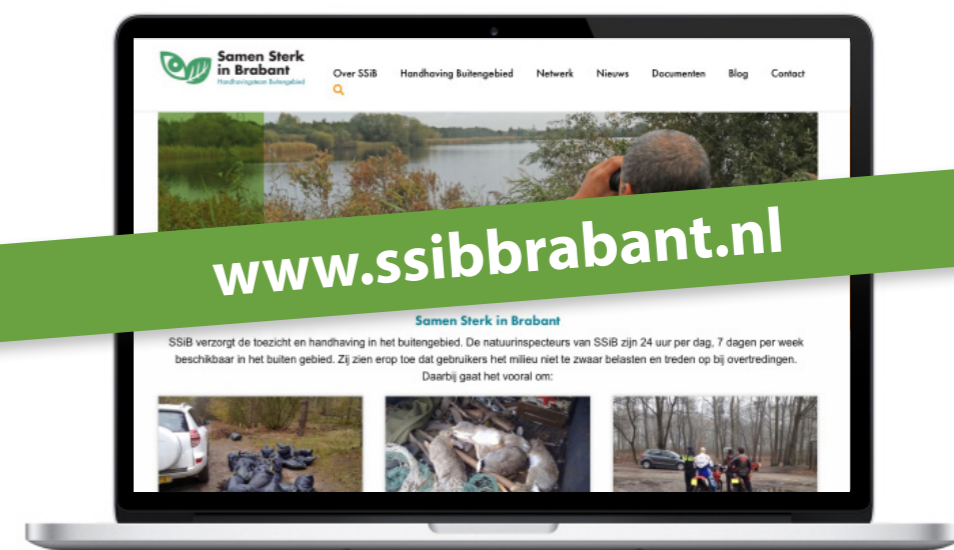 Samen Sterk
in Brabant
Handhavingsteam Buitengebied
Over SSiB Handhaving Buitengebied Netwerk Nieuws Documenten Blog Contact
www.ssibbrabant.nl
Samen Sterk in Brabant
SSiB verzorgt de toezicht en handhaving in het buitengebied. De natuurinspecteurs van SSiB zijn 24 uur per dag, 7 dagen per week
beschikbaar in het buiten gebied. Zij zien erop toe dat gebruikers het milieu niet te zwaar belasten en treden op bij overtredingen.
Daarbij gaat het vooral om: